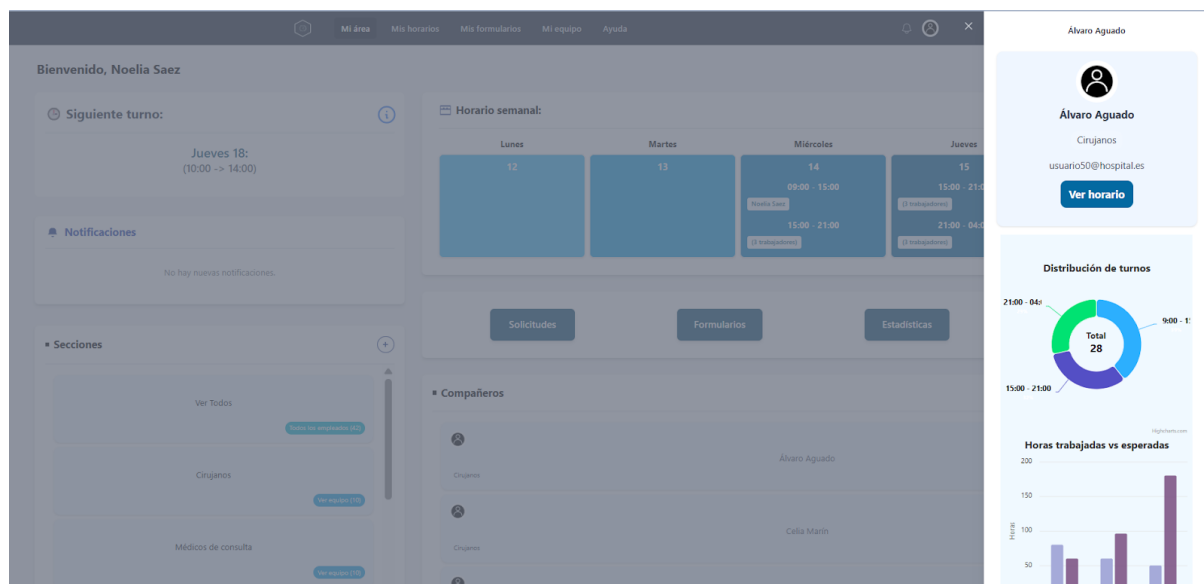 Mi área Mis horarios Mis formularios Mi equipo Ayuda
Bienvenido, Noelia Saez
Siguiente turno:
Jueves 18:
(10:00 -> 14:00)
Notificaciones
No hay nuevas notificaciones.
Secciones
Ver Todos
Todos los empleados (42)
Cirujanos
Ver equipo (10)
Médicos de consulta
Ver equipo (10)
Horario semanal:
Lunes Martes Miércoles Jueves
12 13 14 15
09:00 - 15:00 15:00 - 21:0
Noelia Saez (3 trabajadores)
15:00 - 21:00 21:00 - 04:0
(3 trabajadores) (3 trabajadores)
Solicitudes Formularios Estadísticas
Compañeros
Álvaro Aguado
Cirujanos
Celia Marín
Cirujanos
×
Álvaro Aguado
Álvaro Aguado
Cirujanos
usuario50@hospital.es
Ver horario
Distribución de turnos
21:00 - 04:
9:00 - 1
Total
28
15:00 - 21:00
Highcharts.com
Horas trabajadas vs esperadas
200
150
100
50
Horas